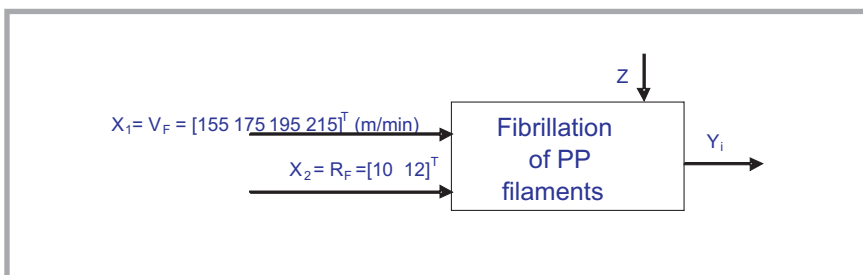 Z
X₁= V_F = [155 175 195 215]ᵀ (m/min)
Fibrillation
of PP
filaments
Y_i
X₂= R_F =[10 12]ᵀ